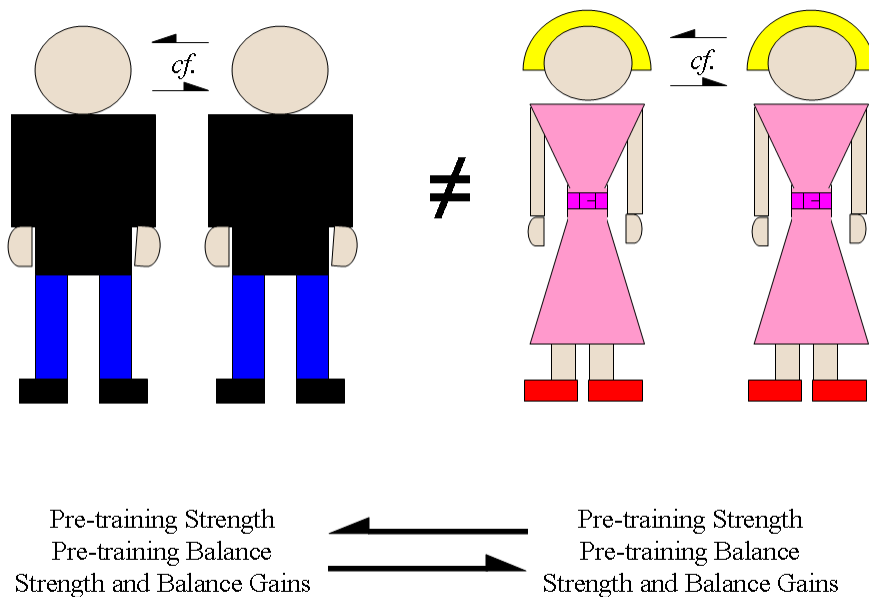 cf.
cf.
≠
Pre-training Strength
Pre-training Balance
Strength and Balance Gains
Pre-training Strength
Pre-training Balance
Strength and Balance Gains